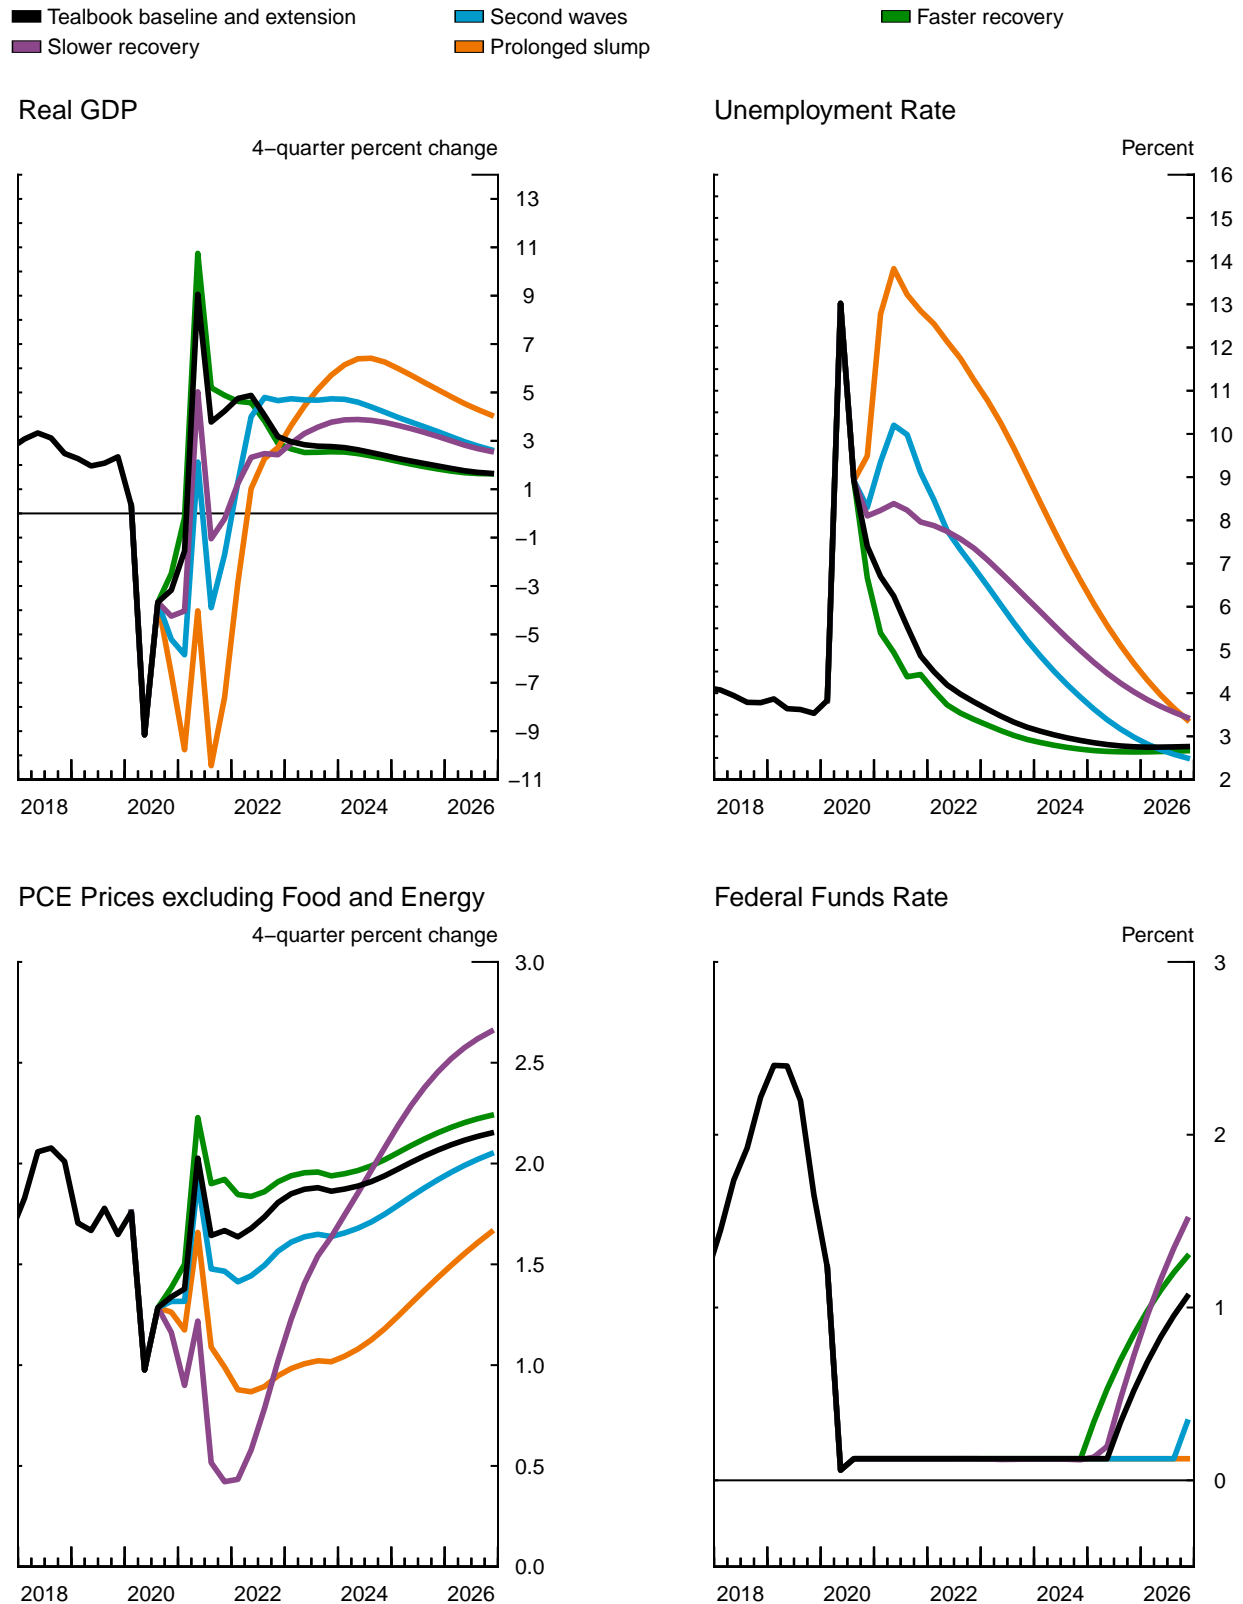 Tealbook baseline and extension
Second waves
Faster recovery
Slower recovery
Prolonged slump
Real GDP
4−quarter percent change
13
11
9
7
5
3
1
−1
−3
−5
−7
−9
−11
2018 2020 2022 2024 2026
Unemployment Rate
Percent
16
15
14
13
12
11
10
9
8
7
6
5
4
3
2
2018 2020 2022 2024 2026
PCE Prices excluding Food and Energy
4−quarter percent change
3.0
2.5
2.0
1.5
1.0
0.5
0.0
2018 2020 2022 2024 2026
Federal Funds Rate
Percent
3
2
1
0
2018 2020 2022 2024 2026